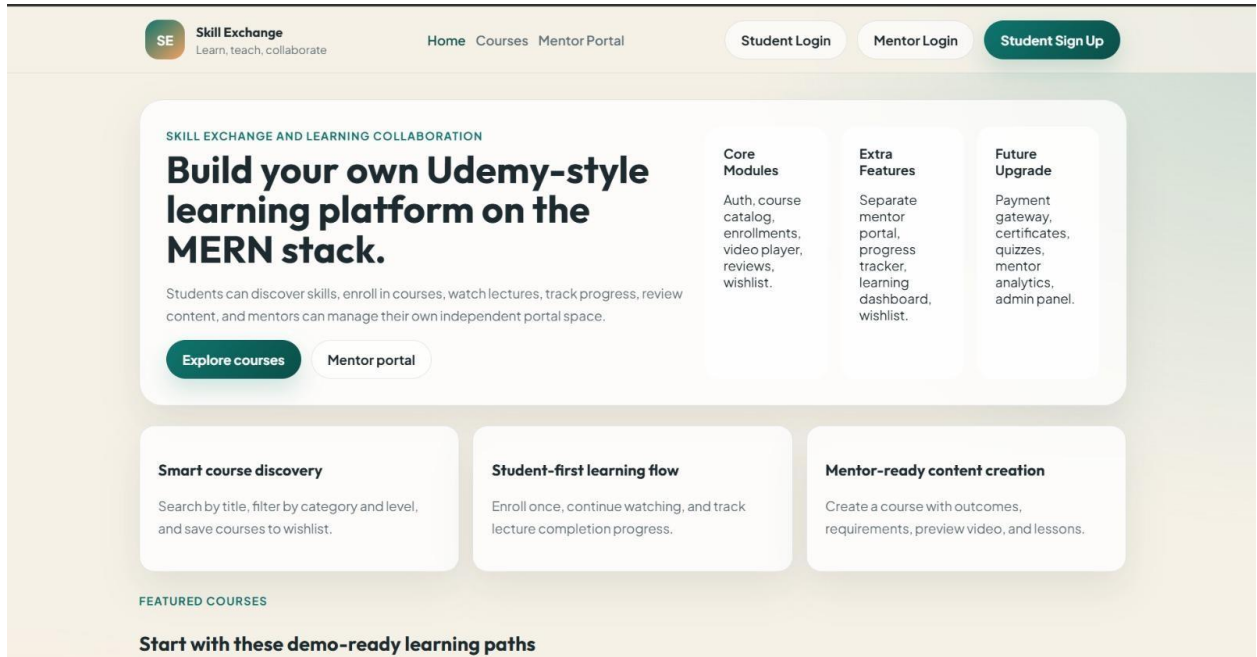 SE
Skill Exchange
Learn, teach, collaborate
Home Courses Mentor Portal
Student Login
Mentor Login
Student Sign Up
SKILL EXCHANGE AND LEARNING COLLABORATION
Build your own Udemy-style
learning platform on the
MERN stack.
Students can discover skills, enroll in courses, watch lectures, track progress, review
content, and mentors can manage their own independent portal space.
Explore courses
Mentor portal
Core
Modules
Auth, course
catalog,
enrollments,
video player,
reviews,
wishlist.
Extra
Features
Separate
mentor
portal,
progress
tracker,
learning
dashboard,
wishlist.
Future
Upgrade
Payment
gateway,
certificates,
quizzes,
mentor
analytics,
admin panel.
Smart course discovery
Search by title, filter by category and level,
and save courses to wishlist.
Student-first learning flow
Enroll once, continue watching, and track
lecture completion progress.
Mentor-ready content creation
Create a course with outcomes,
requirements, preview video, and lessons.
FEATURED COURSES
Start with these demo-ready learning paths